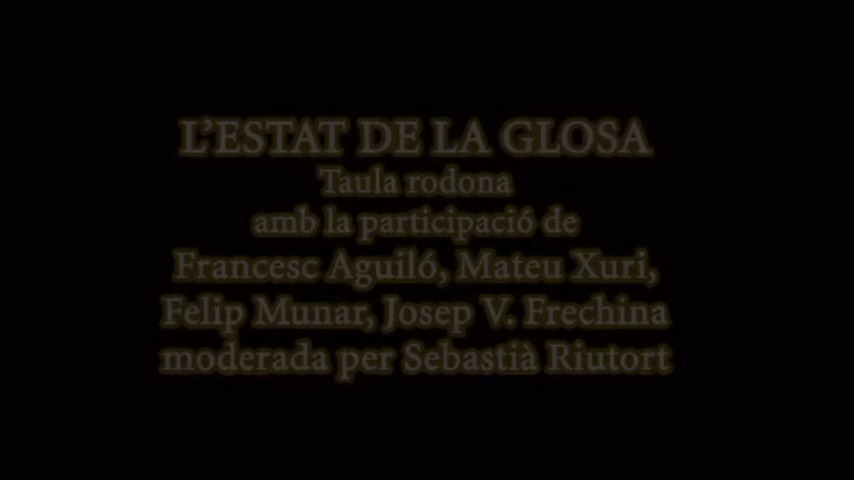 L'ESTAT DE LA GLOSA
Taula rodona
amb la participació de
Francesc Aguiló, Mateu Xuri,
Felip Munar, Josep V. Frechina
moderada per Sebastià Riutort